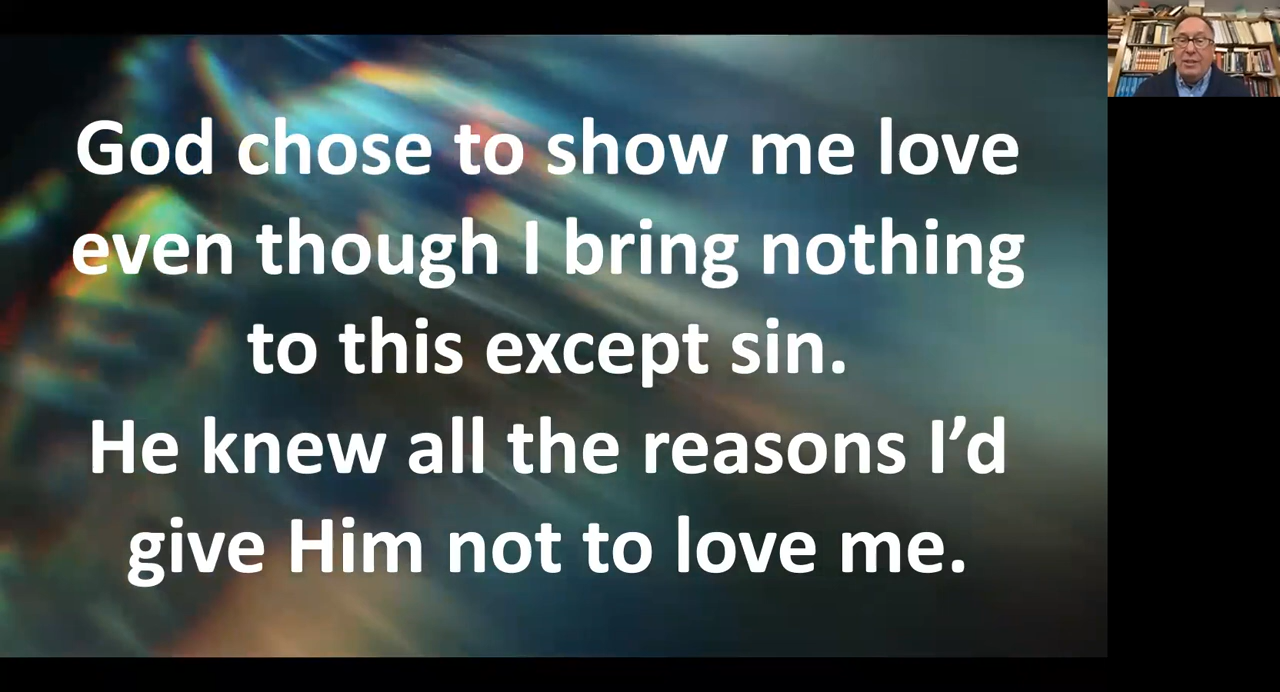 God chose to show me love
even though I bring nothing
to this except sin.
He knew all the reasons I’d
give Him not to love me.